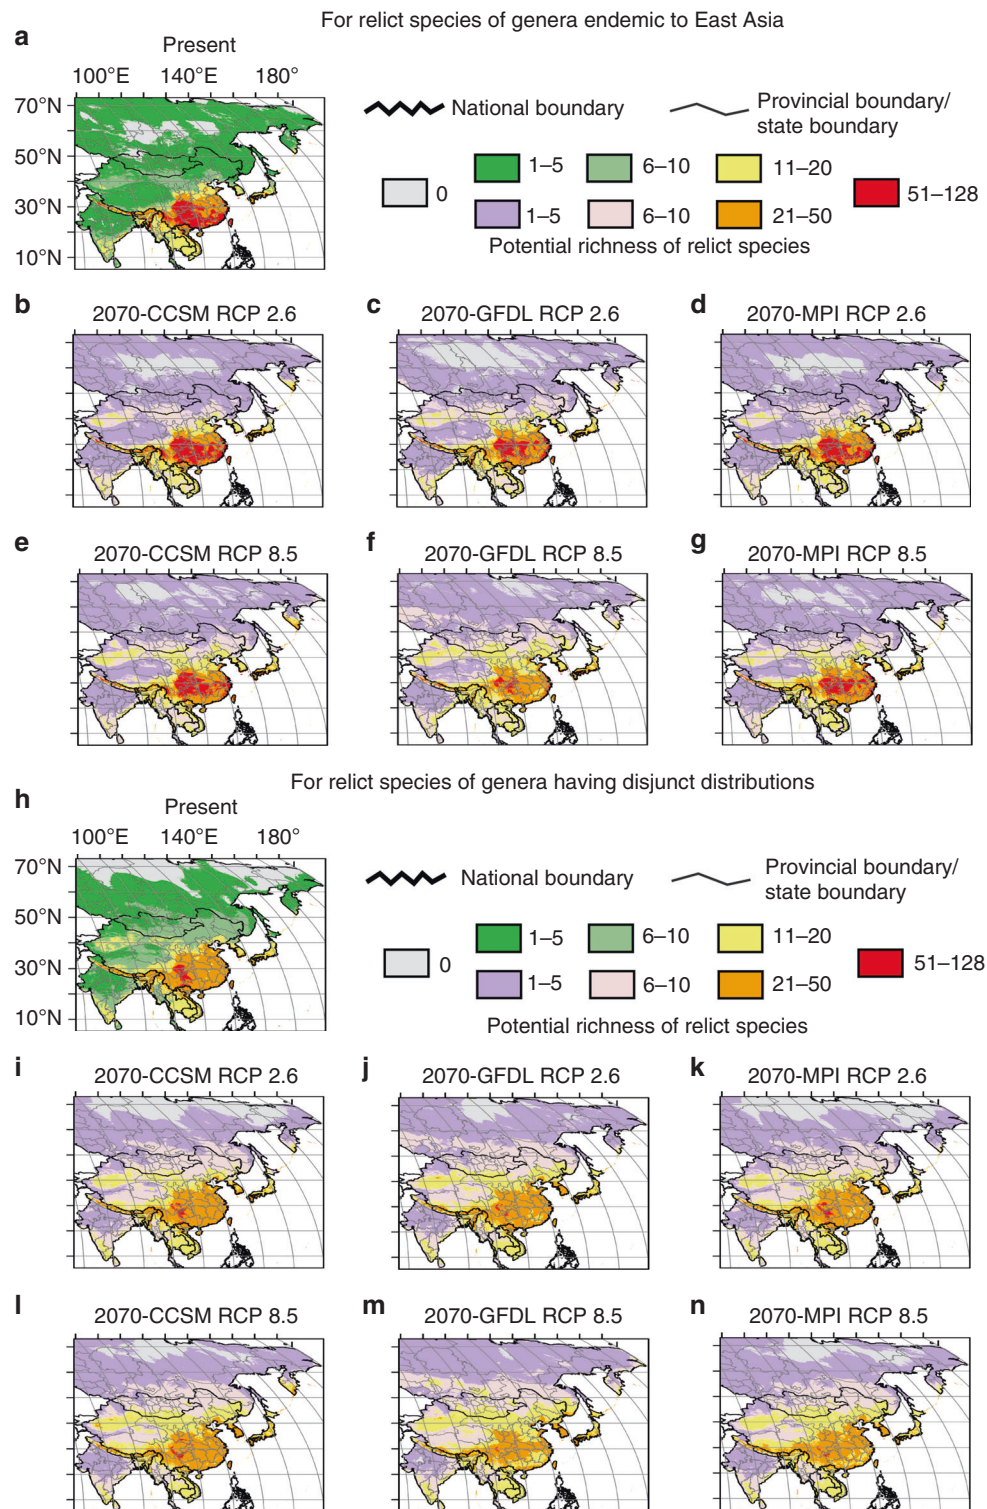 For relict species of genera endemic to East Asia
a
Present
100°E 140°E 180°
70°N
50°N
30°N
10°N
National boundary
Provincial boundary/
state boundary
0
1–5
6–10
11–20
51–128
1–5
6–10
21–50
Potential richness of relict species
b
2070-CCSM RCP 2.6
c
2070-GFDL RCP 2.6
d
2070-MPI RCP 2.6
e
2070-CCSM RCP 8.5
f
2070-GFDL RCP 8.5
g
2070-MPI RCP 8.5
For relict species of genera having disjunct distributions
h
Present
100°E 140°E 180°
70°N
50°N
30°N
10°N
National boundary
Provincial boundary/
state boundary
0
1–5
6–10
11–20
51–128
1–5
6–10
21–50
Potential richness of relict species
i
2070-CCSM RCP 2.6
j
2070-GFDL RCP 2.6
k
2070-MPI RCP 2.6
l
2070-CCSM RCP 8.5
m
2070-GFDL RCP 8.5
n
2070-MPI RCP 8.5